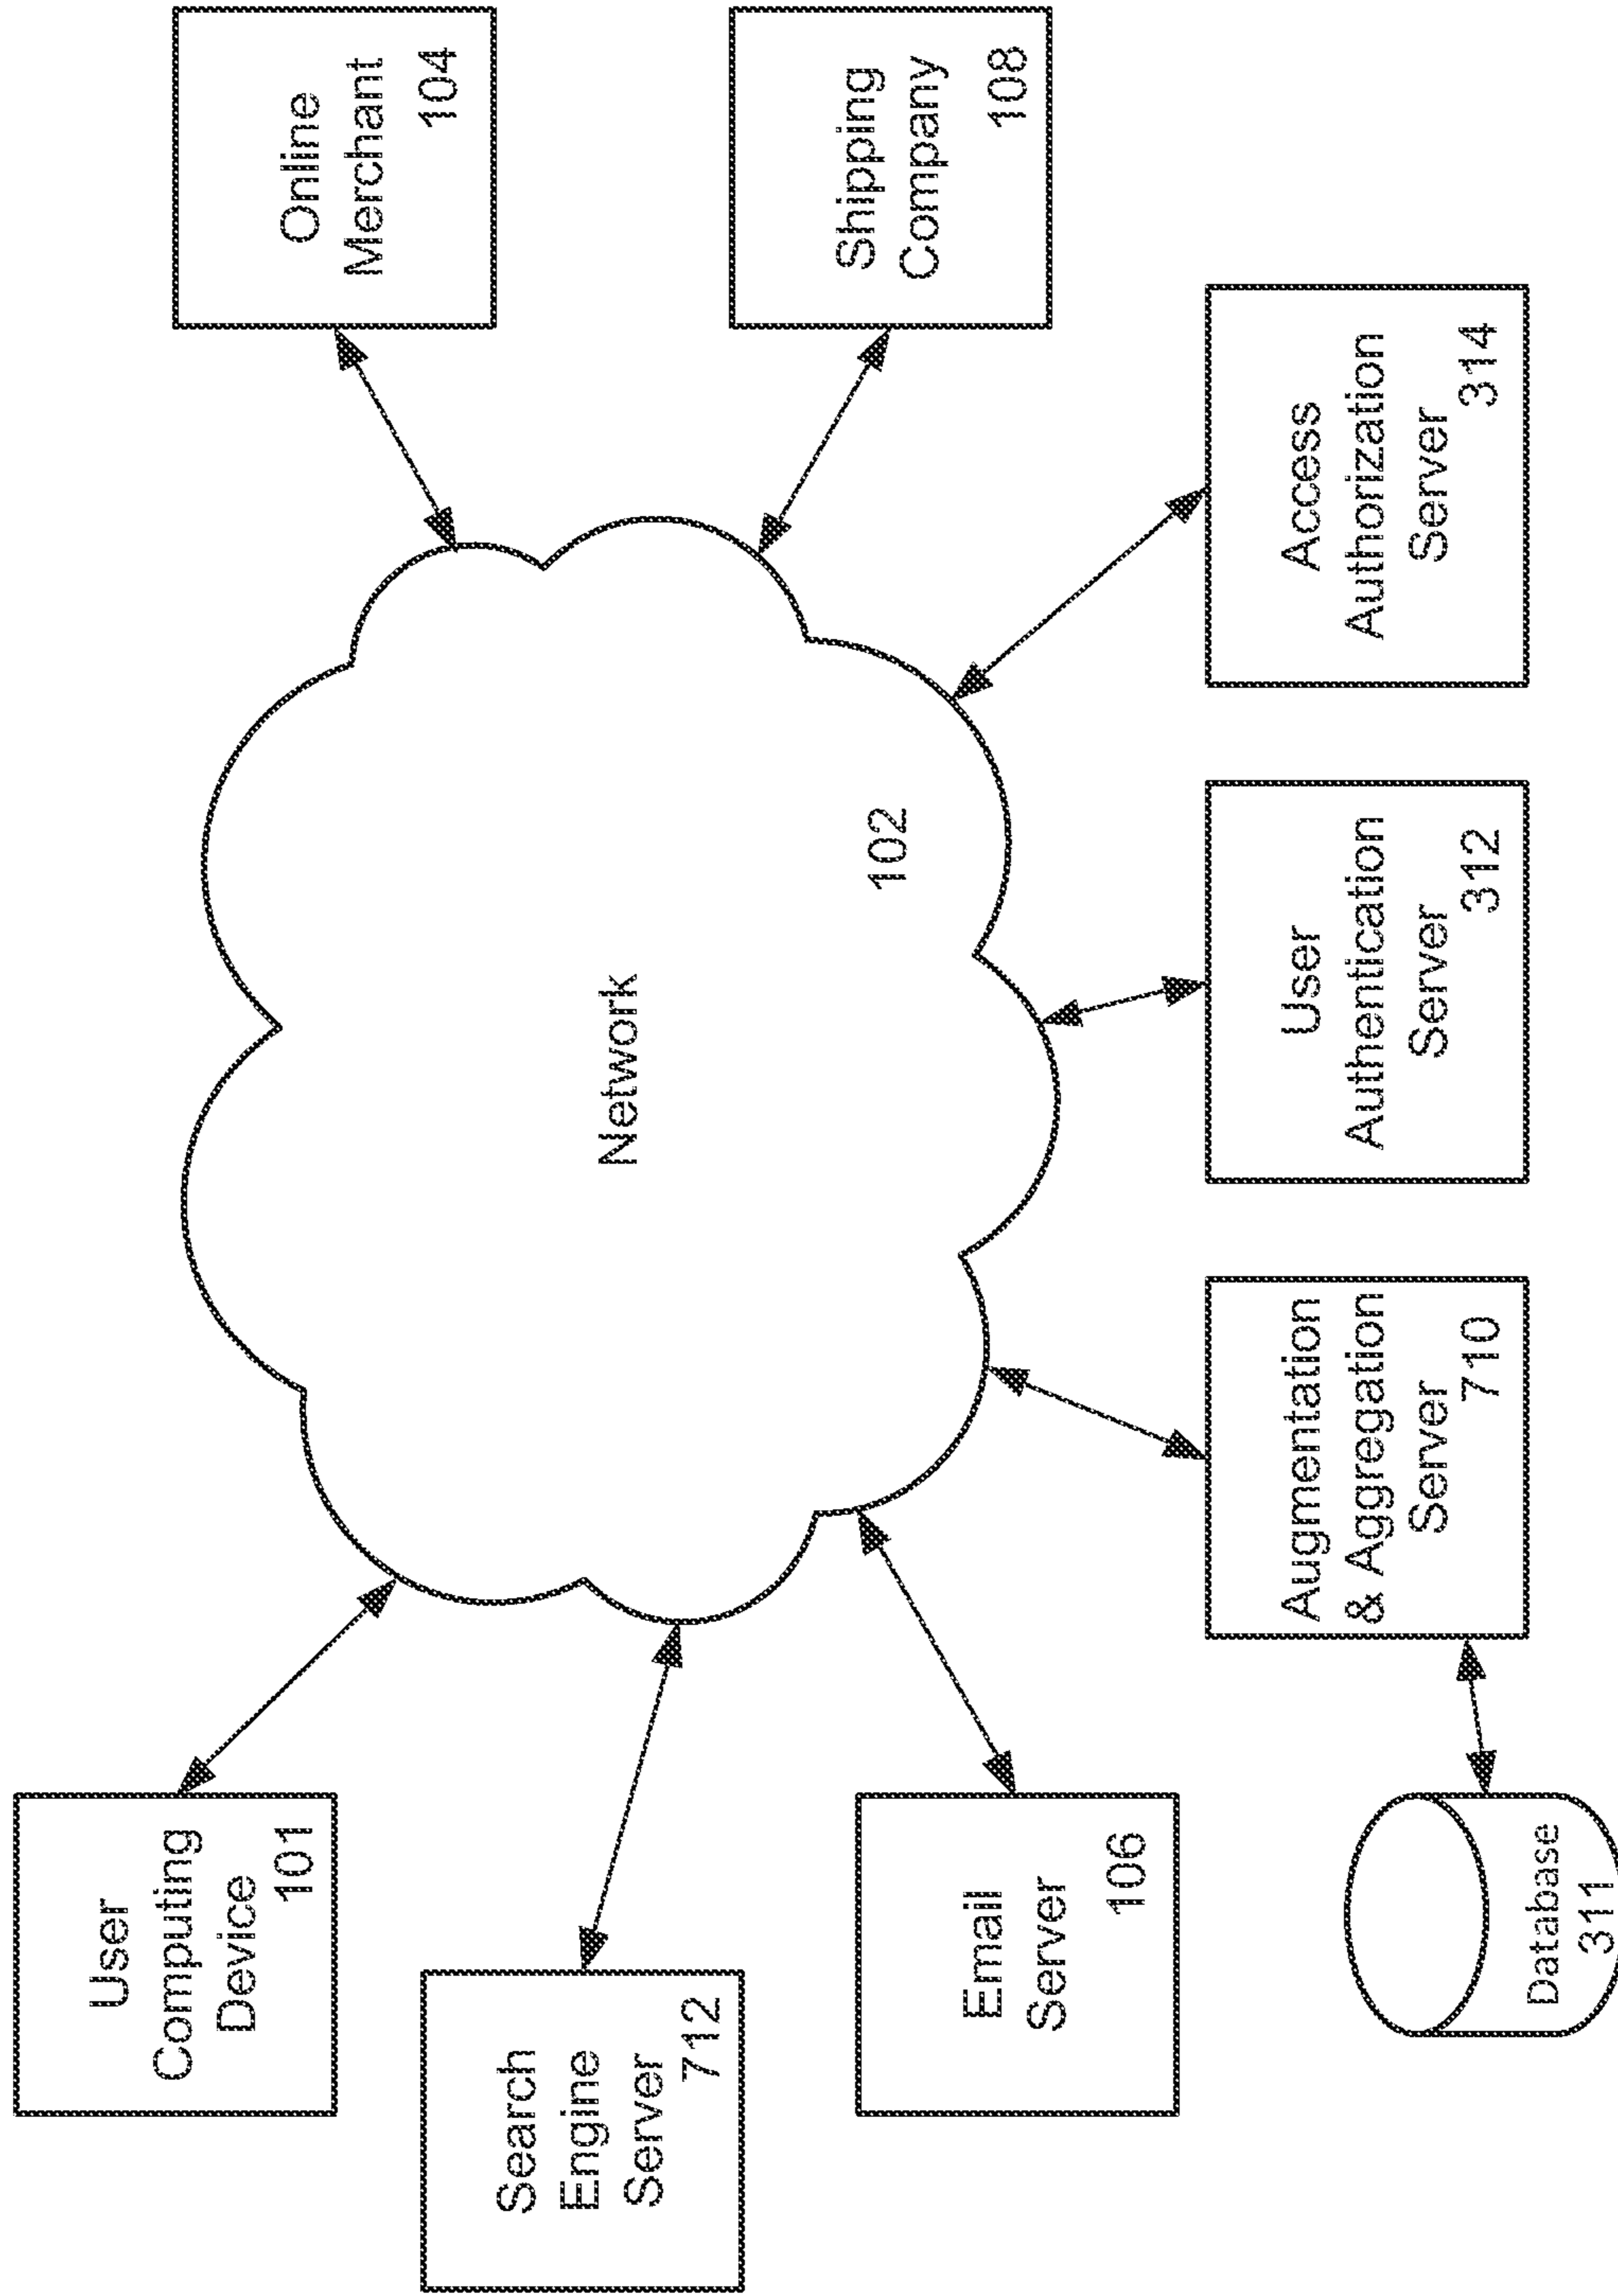 User
Computing
Device
101
Online
Merchant
104
Search
Engine
Server
712
Network
102
Shipping
Company
108
Email
Server
106
Database
311
Augmentation
& Aggregation
Server
710
User
Authentication
Server
312
Access
Authorization
Server
314